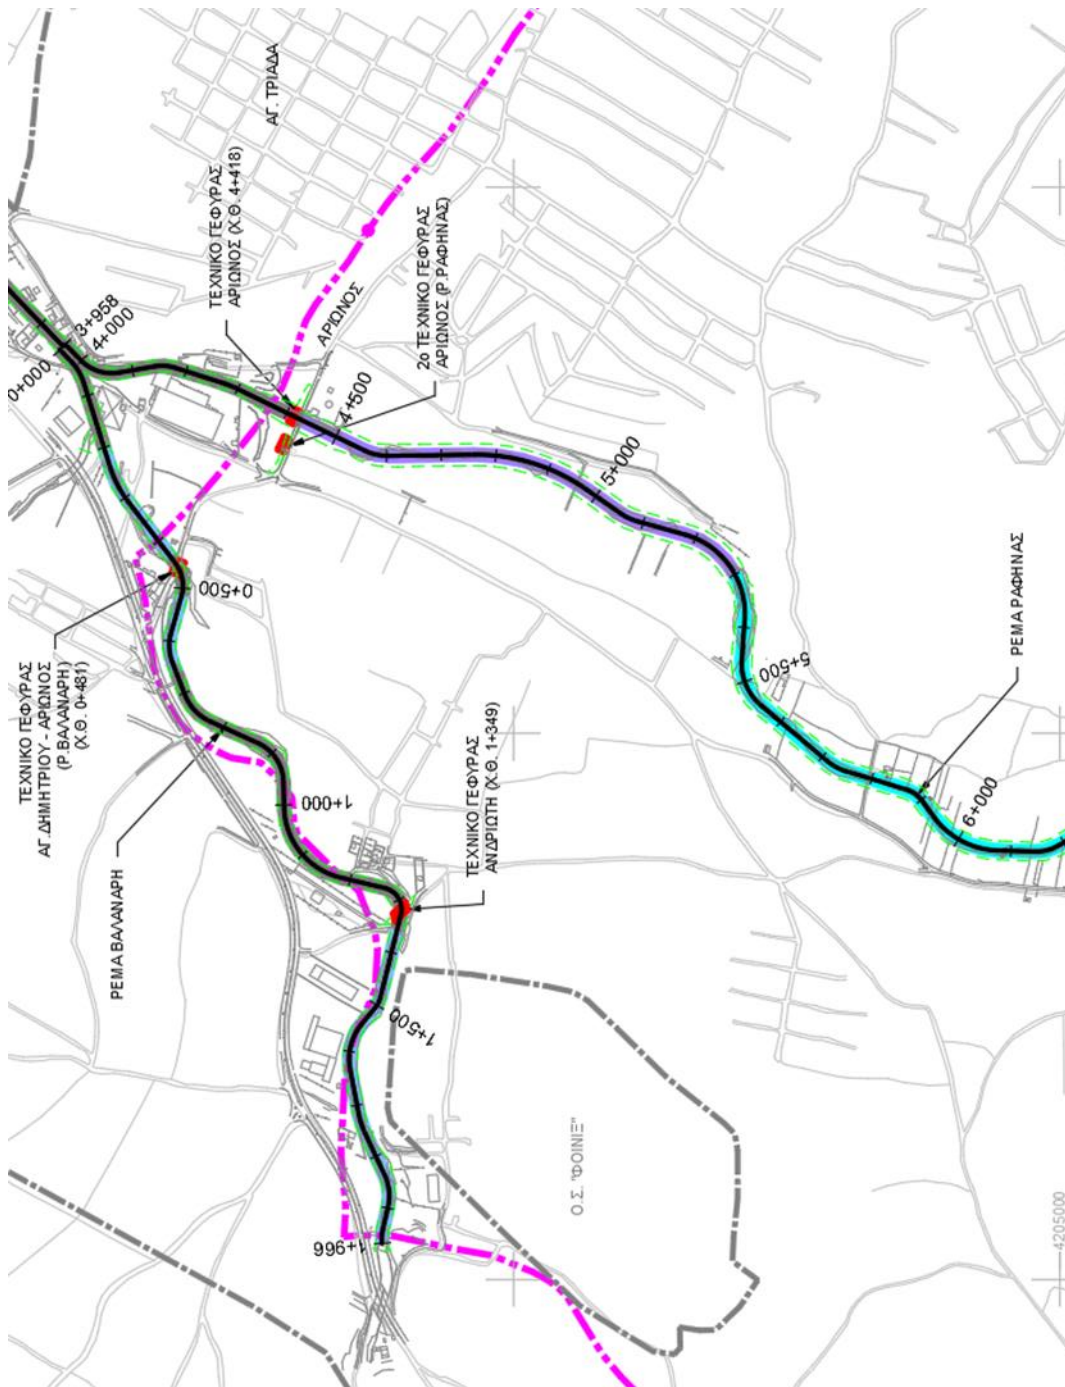 ΑΓ. ΤΡΙΑΔΑ
ΤΕΧΝΙΚΟ ΓΕΦΥΡΑΣ
ΑΡΙΩΝΟΣ (Χ.Θ. 4+418)
3+958
4+000
0+000
ΑΡΙΩΝΟΣ
2ο ΤΕΧΝΙΚΟ ΓΕΦΥΡΑΣ
ΑΡΙΩΝΟΣ (Ρ.ΡΑΦΗΝΑΣ)
4+500
5+000
0+500
ΤΕΧΝΙΚΟ ΓΕΦΥΡΑΣ
ΑΓ.ΔΗΜΗΤΡΙΟΥ - ΑΡΙΩΝΟΣ
(Ρ.ΒΑΛΑΝΑΡΗ)
(Χ.Θ. 0+481)
ΡΕΜΑ ΡΑΦΗΝΑΣ
5+500
ΤΕΧΝΙΚΟ ΓΕΦΥΡΑΣ
ΑΝΔΡΙΩΤΗ (Χ.Θ. 1+349)
1+000
6+000
ΡΕΜΑ ΒΑΛΑΝΑΡΗ
1+500
Ο.Σ. "ΦΟΙΝΙΞ"
1+966
4205000